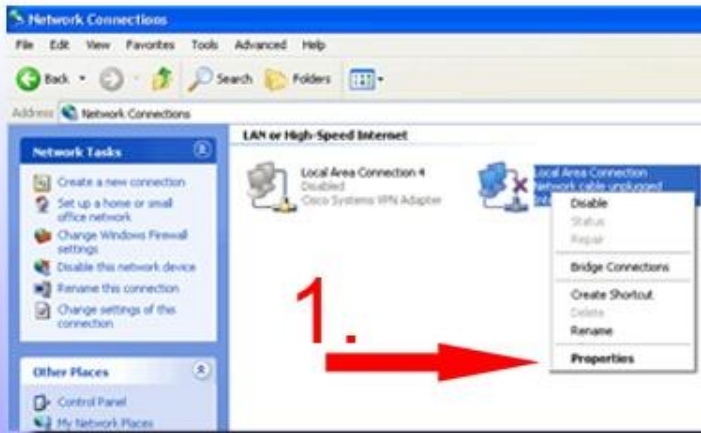 Network Connections
File Edit View Favorites Tools Advanced Help
Back Search Folders
Address Network Connections
Network Tasks
Create a new connection
Set up a home or small
office network
Change Windows Firewall
settings
Disable this network device
Rename this connection
Change settings of this
connection
Other Places
Control Panel
My Network Places
LAN or High-Speed Internet
Local Area Connection 4
Disabled
Cisco Systems VPN Adapter
Local Area Connection
Network cable unplugged
Disable
Status
Repair
Bridge Connections
Create Shortcut
Delete
Rename
Properties
1.